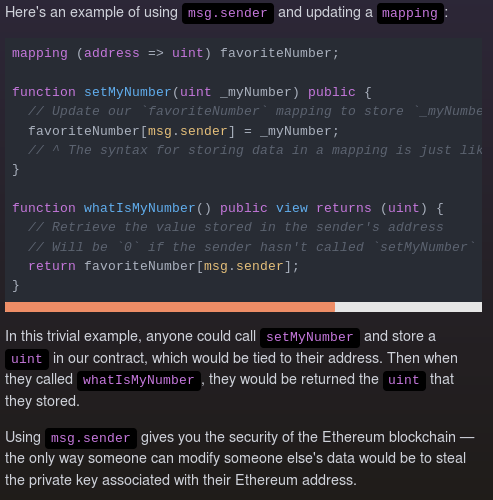 Here's an example of using msg.sender and updating a mapping:
mapping (address => uint) favoriteNumber;
function setMyNumber(uint _myNumber) public {
// Update our `favoriteNumber` mapping to store `_myNumbe
favoriteNumber[msg.sender] = _myNumber;
// ^ The syntax for storing data in a mapping is just lik
}
function whatIsMyNumber() public view returns (uint) {
// Retrieve the value stored in the sender's address
// Will be `0` if the sender hasn't called `setMyNumber`
return favoriteNumber[msg.sender];
}
In this trivial example, anyone could call setMyNumber and store a
uint in our contract, which would be tied to their address. Then when
they called whatIsMyNumber, they would be returned the uint that
they stored.
Using msg.sender gives you the security of the Ethereum blockchain —
the only way someone can modify someone else's data would be to steal
the private key associated with their Ethereum address.